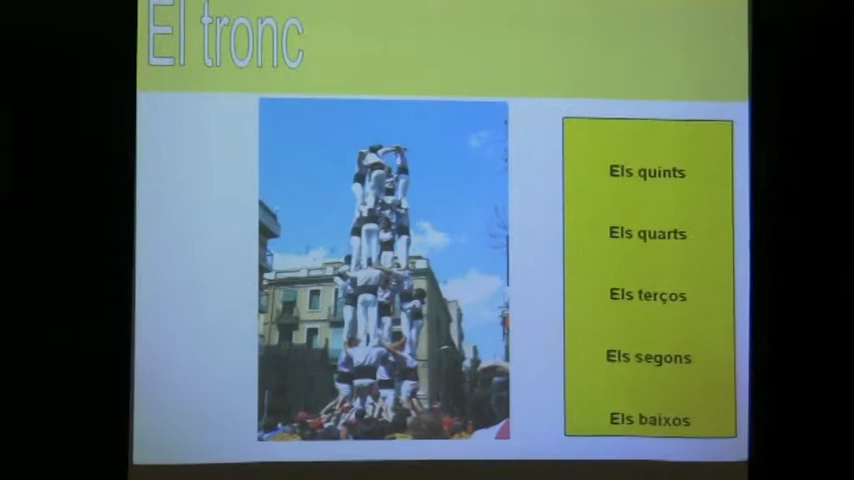 El tronc
Els quints
Els quarts
Els terços
Els segons
Els baixos